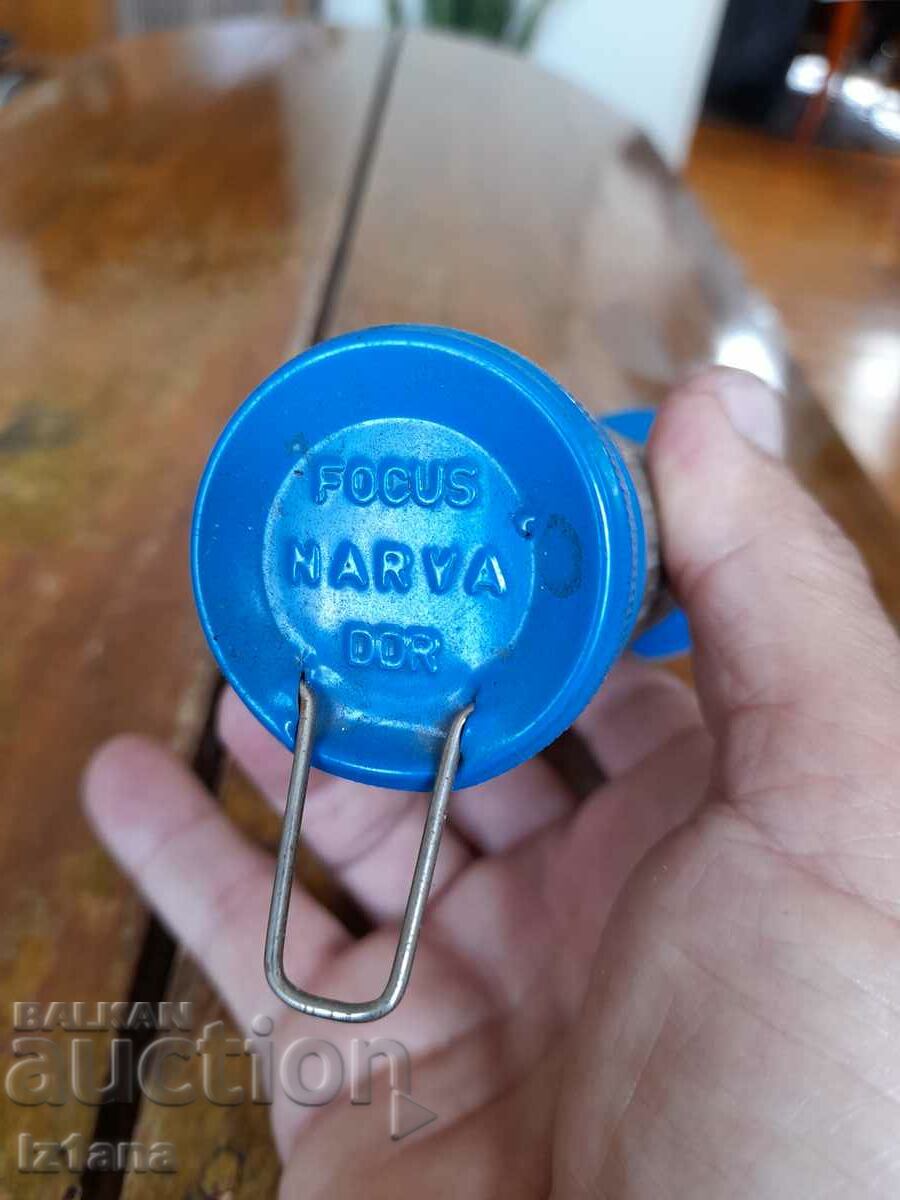 FOCUS
NARVA
DDR
BALKAN
auction
Iz1ana